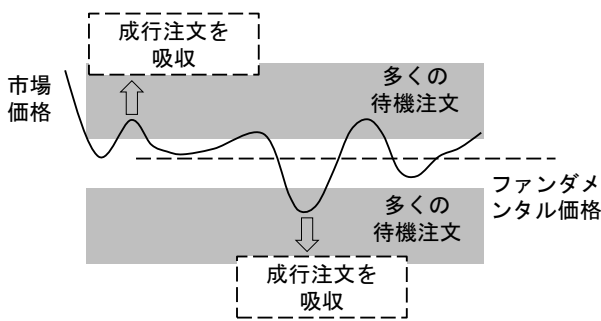 成行注文を
吸収
市場
価格
多くの
待機注文
ファンダメ
ンタル価格
多くの
待機注文
成行注文を
吸収